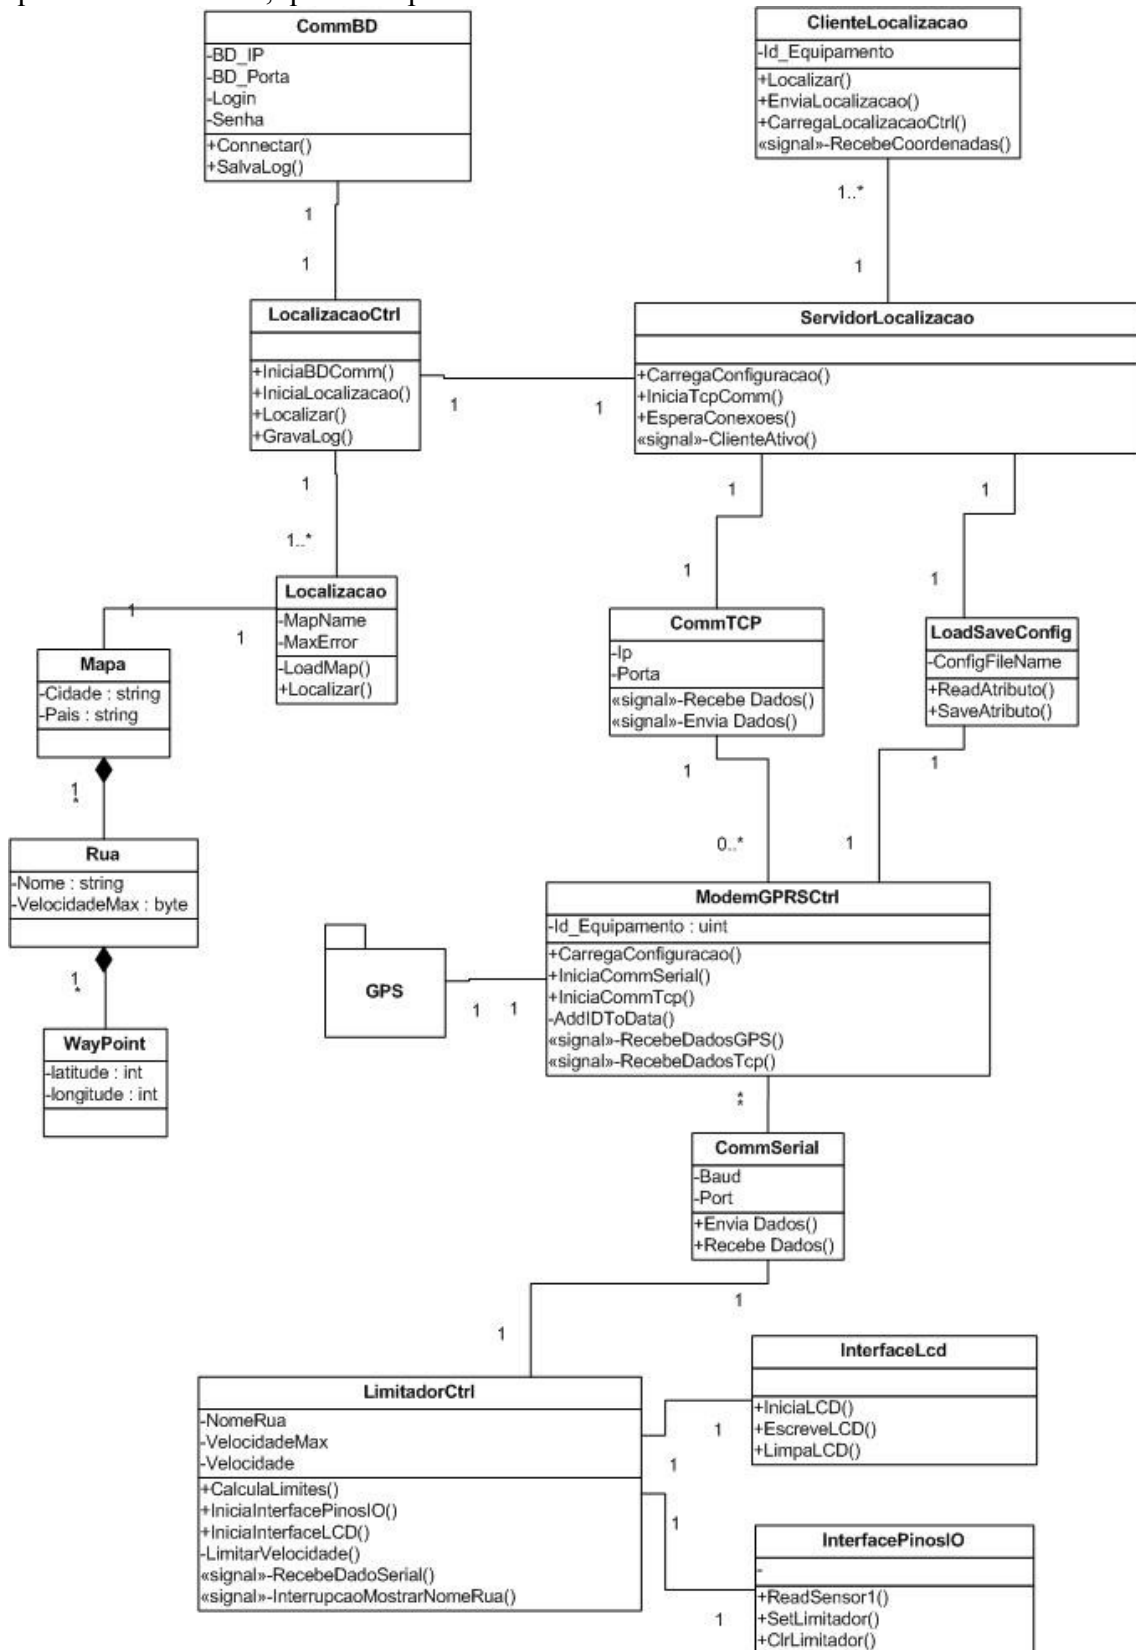 CommBD
-BD_IP
-BD_Porta
-Login
-Senha
+Connectar()
+SalvaLog()
ClienteLocalizacao
-Id_Equipamento
+Localizar()
+EnviaLocalizacao()
+CarregaLocalizacaoCtrl()
«signal»-RecebeCoordenadas()
1
1
1..*
1
LocalizacaoCtrl
+IniciaBDComm()
+IniciaLocalizacao()
+Localizar()
+GravaLog()
1
1
ServidorLocalizacao
+CarregaConfiguracao()
+IniciaTcpComm()
+EsperaConexoes()
«signal»-ClienteAtivo()
1
1..*
1
1
1
1
Localizacao
-MapName
-MaxError
-LoadMap()
+Localizar()
1
1
Mapa
-Cidade : string
-Pais : string
1
*
Rua
-Nome : string
-VelocidadeMax : byte
1
*
WayPoint
-latitude : int
-longitude : int
CommTCP
-Ip
-Porta
«signal»-Recebe Dados()
«signal»-Envia Dados()
LoadSaveConfig
-ConfigFileName
+ReadAtributo()
+SaveAtributo()
1
0..*
1
1
GPS
1
1
ModemGPRSCtrl
-Id_Equipamento : uint
+CarregaConfiguracao()
+IniciaCommSerial()
+IniciaCommTcp()
-AddIDToData()
«signal»-RecebeDadosGPS()
«signal»-RecebeDadosTcp()
*
*
CommSerial
-Baud
-Port
+Envia Dados()
+Recebe Dados()
1
1
LimitadorCtrl
-NomeRua
-VelocidadeMax
-Velocidade
+CalculaLimites()
+IniciaInterfacePinosIO()
+IniciaInterfaceLCD()
-LimitarVelocidade()
«signal»-RecebeDadoSerial()
«signal»-InterrupcaoMostrarNomeRua()
1
1
InterfaceLcd
+IniciaLCD()
+EscreveLCD()
+LimpaLCD()
1
1
InterfacePinosIO
-
+ReadSensor1()
+SetLimitador()
+ClrLimitador()